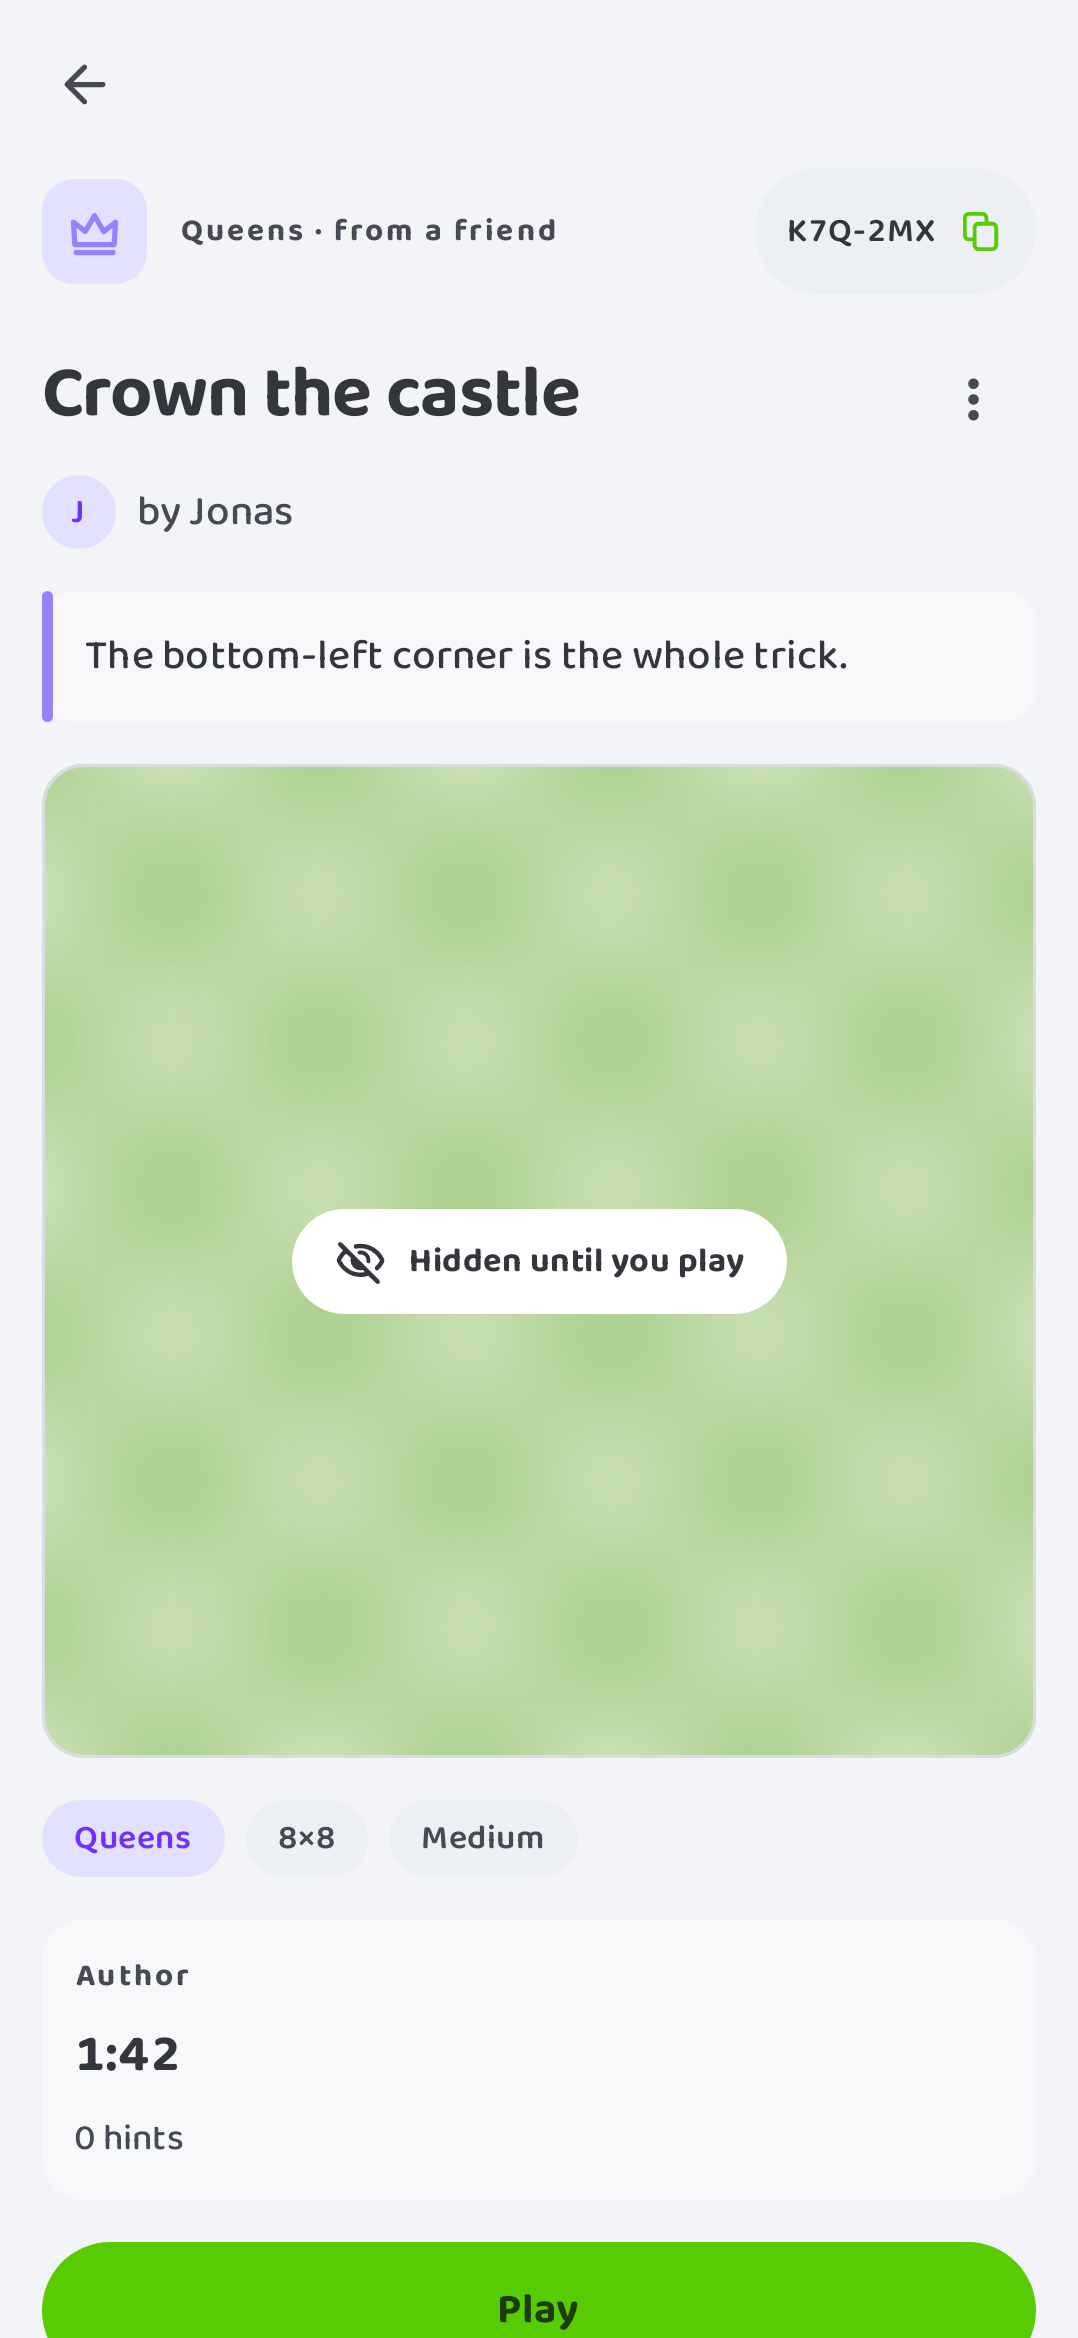 Queens · from a friend
K7Q-2MX
Crown the castle
J
by Jonas
The bottom-left corner is the whole trick.
Hidden until you play
Queens
8×8
Medium
Author
1:42
0 hints
Play